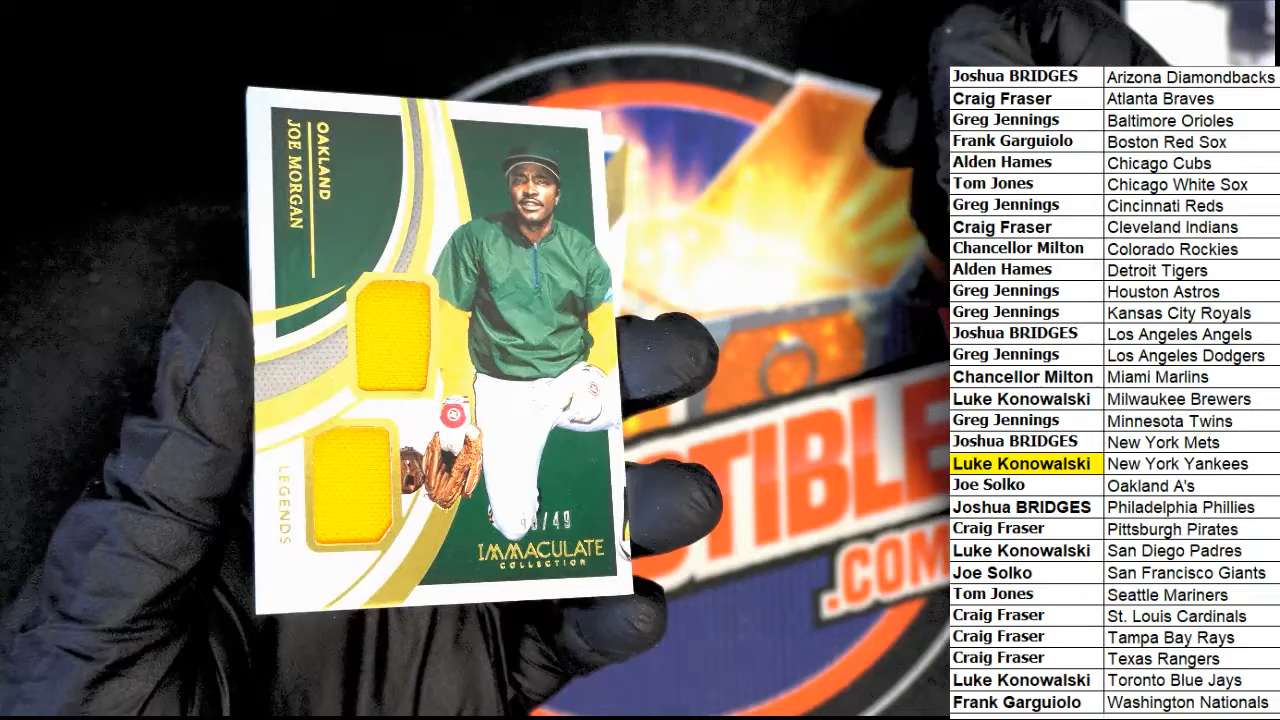 OAKLAND
JOE MORGAN
LEGENDS
/49
IMMACULATE
COLLECTION
TIBLE
.COM
Joshua BRIDGES Arizona Diamondbacks
Craig Fraser Atlanta Braves
Greg Jennings Baltimore Orioles
Frank Garguiolo Boston Red Sox
Alden Hames Chicago Cubs
Tom Jones Chicago White Sox
Greg Jennings Cincinnati Reds
Craig Fraser Cleveland Indians
Chancellor Milton Colorado Rockies
Alden Hames Detroit Tigers
Greg Jennings Houston Astros
Greg Jennings Kansas City Royals
Joshua BRIDGES Los Angeles Angels
Greg Jennings Los Angeles Dodgers
Chancellor Milton Miami Marlins
Luke Konowalski Milwaukee Brewers
Greg Jennings Minnesota Twins
Joshua BRIDGES New York Mets
Luke Konowalski New York Yankees
Joe Solko Oakland A's
Joshua BRIDGES Philadelphia Phillies
Craig Fraser Pittsburgh Pirates
Luke Konowalski San Diego Padres
Joe Solko San Francisco Giants
Tom Jones Seattle Mariners
Craig Fraser St. Louis Cardinals
Craig Fraser Tampa Bay Rays
Craig Fraser Texas Rangers
Luke Konowalski Toronto Blue Jays
Frank Garguiolo Washington Nationals